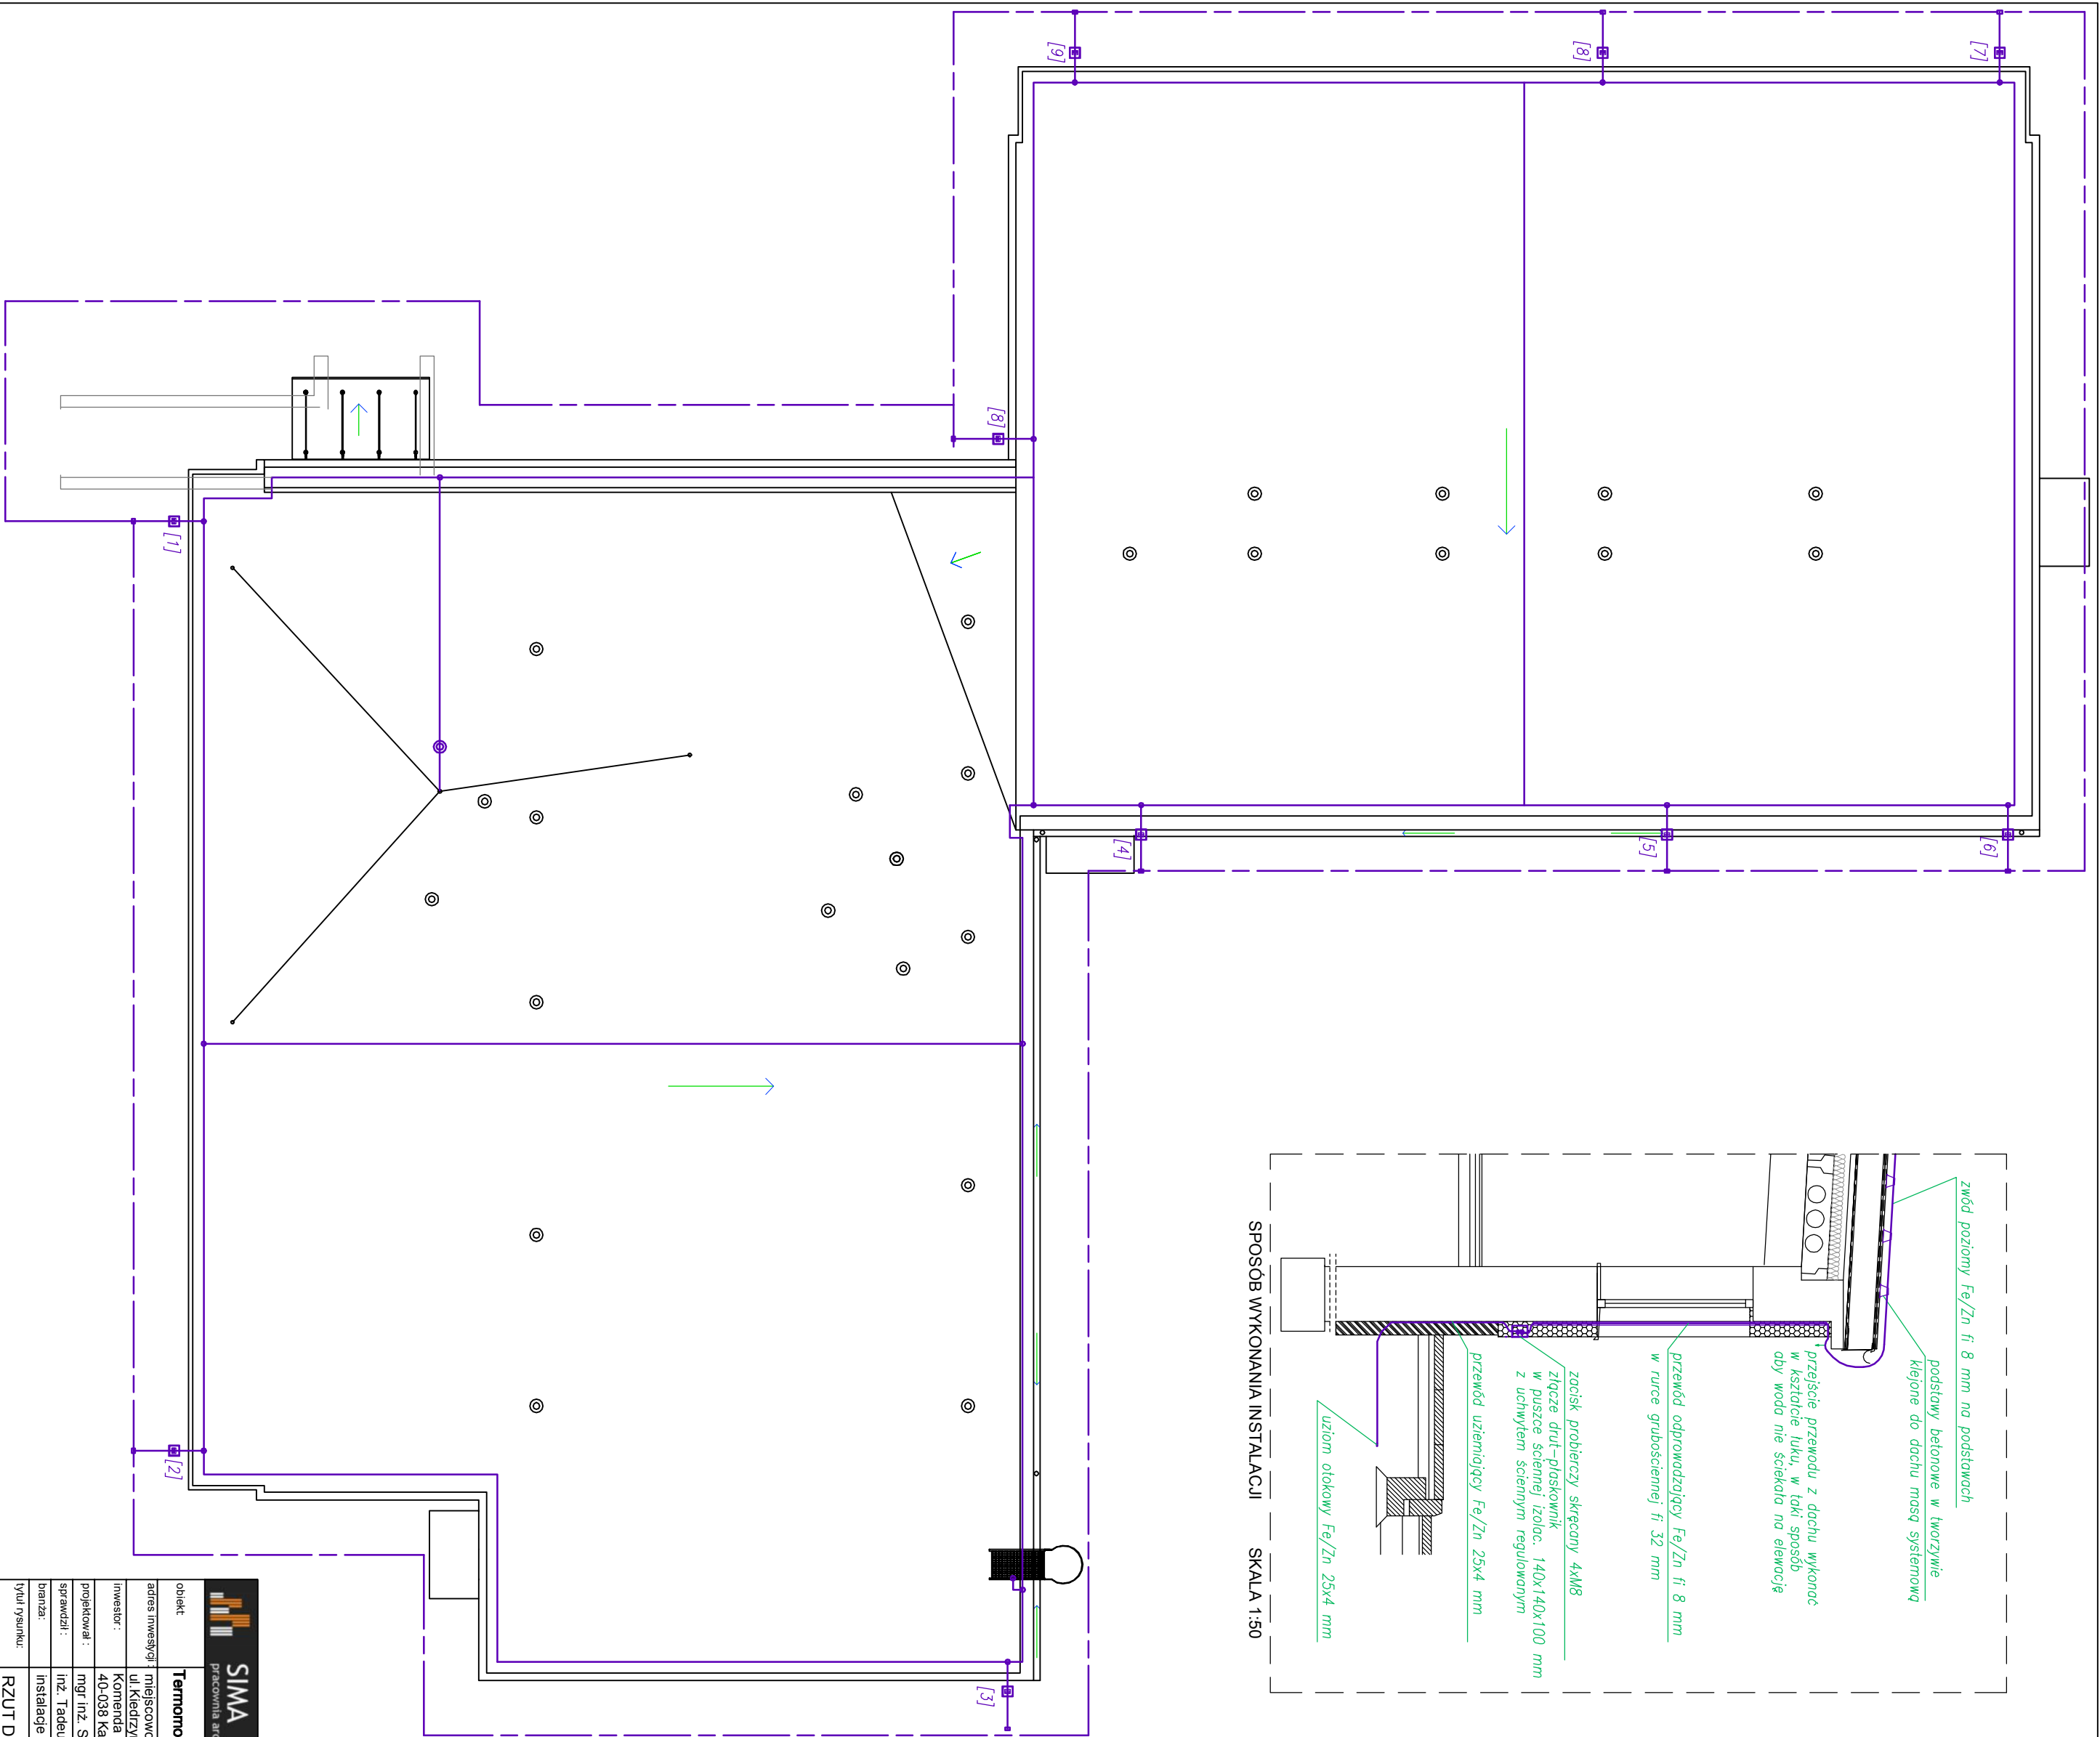 [9]
[8]
[7]
[8]
[1]
[4]
[5]
[6]
[2]
[3]
zwód poziomy Fe/Zn fi 8 mm na podstawach
podstawy betonowe w tworzywie
klejone do dachu masą systemową
przejście przewodu z dachu wykonać
w kształcie łuku, w taki sposób
aby woda nie ściekała na elewację
przewód odprowadzający Fe/Zn fi 8 mm
w rurce grubościennej fi 32 mm
zacisk probierczy skręcany 4xM8
złącze drut-płaskownik
w puszce ściennej izolac. 140x140x100 mm
z uchwytem ściennym regulowanym
przewód uziemiający Fe/Zn 25x4 mm
uziom otokowy Fe/Zn 25x4 mm
SPOSÓB WYKONANIA INSTALACJI SKALA 1:50
SIMA
pracownia
obiekt:
Termomo
adres inwestycji :
miejscowo
ul.Kiedrzy
inwestor :
Komenda
40-038 Ka
projektował :
mgr inż. S
sprawdził :
inż. Tadeu
branża:
instalacje
tytuł rysunku:
RZUT D